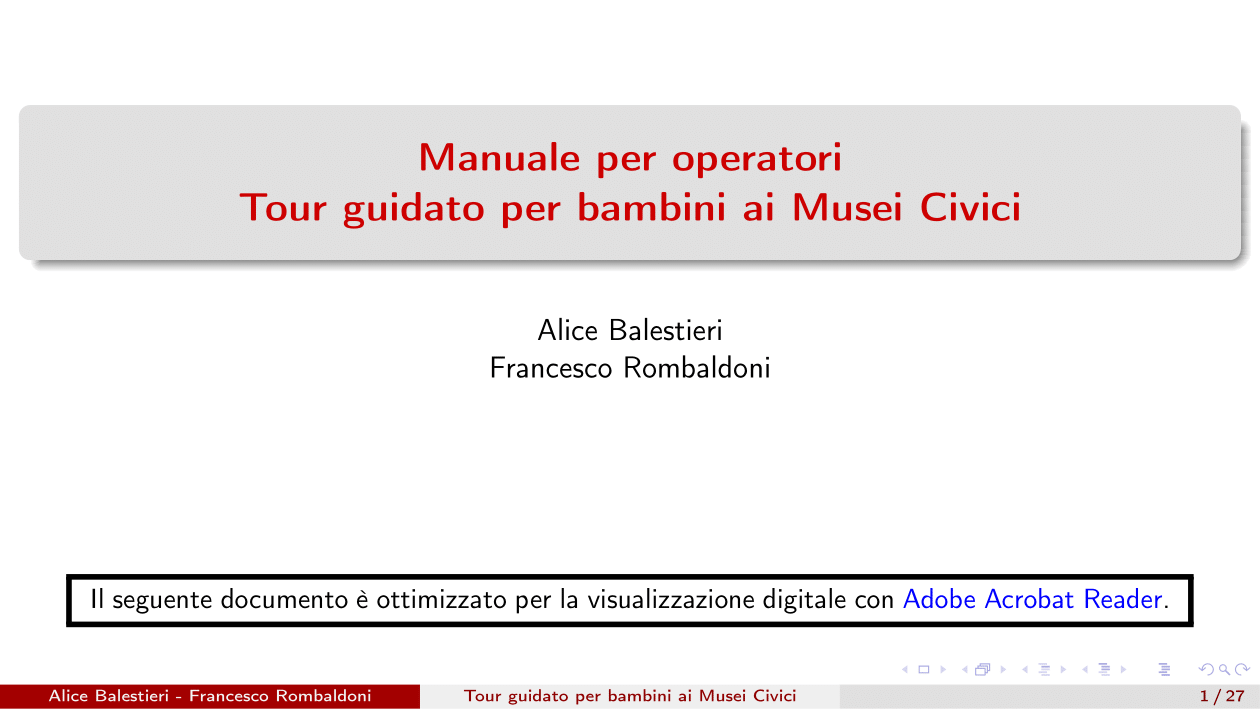 Manuale per operatori
Tour guidato per bambini ai Musei Civici
Alice Balestieri
Francesco Rombaldoni
Il seguente documento è ottimizzato per la visualizzazione digitale con Adobe Acrobat Reader.
Alice Balestieri - Francesco Rombaldoni
Tour guidato per bambini ai Musei Civici
1 / 27